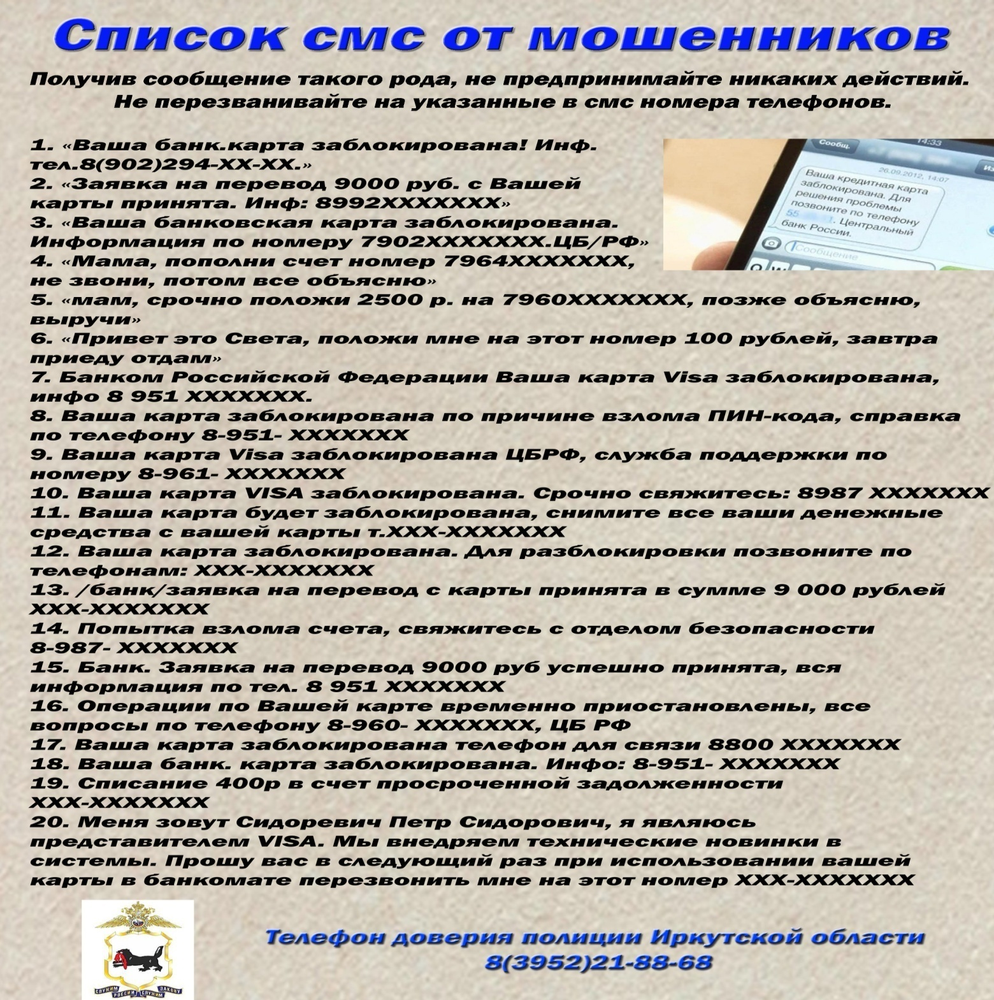 Список смс от мошенников
Получив сообщение такого рода, не предпринимайте никаких действий.
Не перезванивайте на указанные в смс номера телефонов.
1. «Ваша банк.карта заблокирована! Инф.
тел.8(902)294-XX-XX.»
2. «Заявка на перевод 9000 руб. с Вашей
карты принята. Инф: 8992XXXXXXX»
3. «Ваша банковская карта заблокирована.
Информация по номеру 7902XXXXXXX.ЦБ/РФ»
4. «Мама, пополни счет номер 7964XXXXXXX,
не звони, потом все объясню»
5. «мам, срочно положи 2500 р. на 7960XXXXXXX, позже объясню,
выручи»
6. «Привет это Света, положи мне на этот номер 100 рублей, завтра
приеду отдам»
7. Банком Российской Федерации Ваша карта Visa заблокирована,
инфо 8 951 XXXXXXX.
8. Ваша карта заблокирована по причине взлома ПИН-кода, справка
по телефону 8-951- XXXXXXX
9. Ваша карта Visa заблокирована ЦБРФ, служба поддержки по
номеру 8-961- XXXXXXX
10. Ваша карта VISA заблокирована. Срочно свяжитесь: 8987 XXXXXXX
11. Ваша карта будет заблокирована, снимите все ваши денежные
средства с вашей карты т.XXX-XXXXXXX
12. Ваша карта заблокирована. Для разблокировки позвоните по
телефонам: XXX-XXXXXXX
13. /банк/заявка на перевод с карты принята в сумме 9 000 рублей
XXX-XXXXXXX
14. Попытка взлома счета, свяжитесь с отделом безопасности
8-987- XXXXXXX
15. Банк. Заявка на перевод 9000 руб успешно принята, вся
информация по тел. 8 951 XXXXXXX
16. Операции по Вашей карте временно приостановлены, все
вопросы по телефону 8-960- XXXXXXX, ЦБ РФ
17. Ваша карта заблокирована телефон для связи 8800 XXXXXXX
18. Ваша банк. карта заблокирована. Инфо: 8-951- XXXXXXX
19. Списание 400р в счет просроченной задолженности
XXX-XXXXXXX
20. Меня зовут Сидоревич Петр Сидорович, я являюсь
представителем VISA. Мы внедряем технические новинки в
системы. Прошу вас в следующий раз при использовании вашей
карты в банкомате перезвонить мне на этот номер XXX-XXXXXXX
14:33
Сообщ.
26.09.2012, 14:07
Ваша кредитная карта
заблокирована. Для
решения проблемы
позвоните по телефону
55 . Центральный
банк России.
Сообщение
Телефон доверия полиции Иркутской области
8(3952)21-88-68
СЛУЖИМ РОССИИ СЛУЖИМ ЗАКОНУ